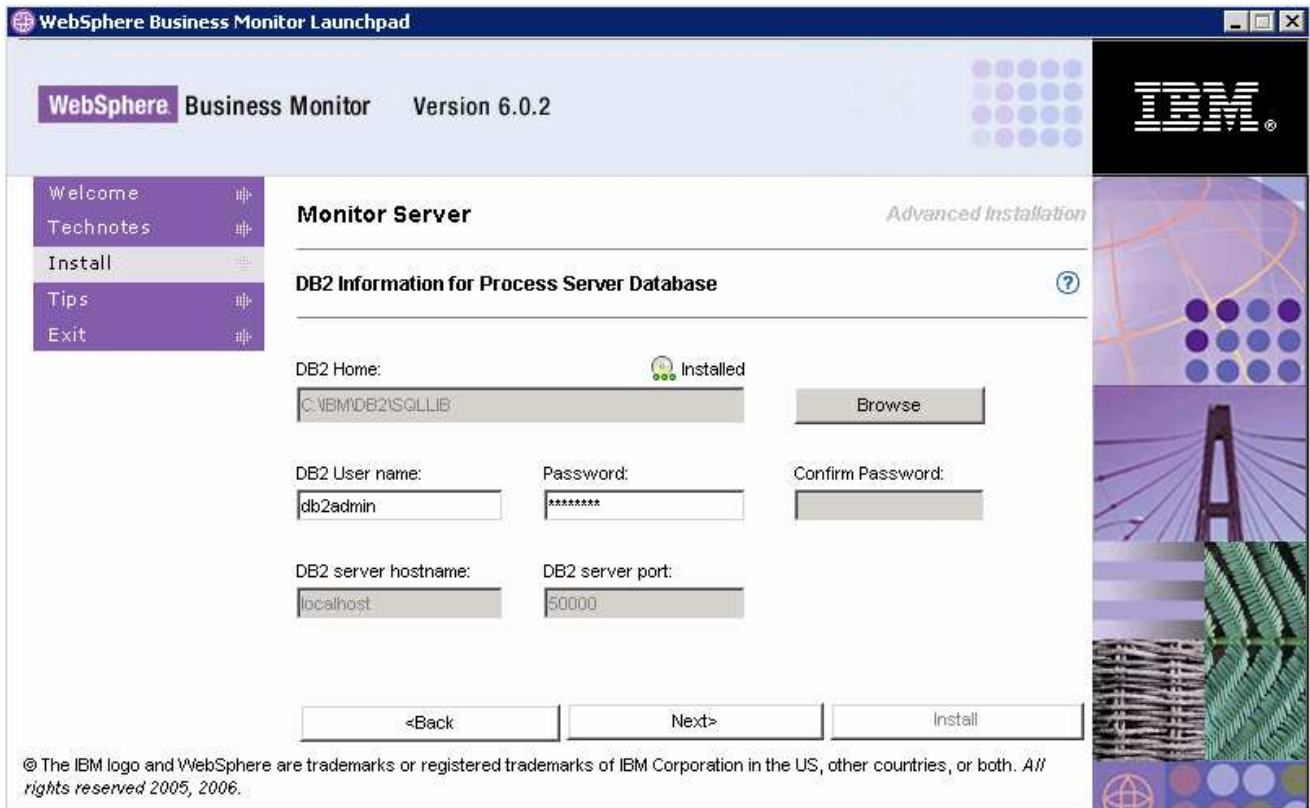 WebSphere Business Monitor Launchpad
WebSphere Business Monitor Version 6.0.2
IBM®
Welcome
Technotes
Install
Tips
Exit
Monitor Server
Advanced Installation
DB2 Information for Process Server Database
?
DB2 Home:
Installed
C:\IBM\DB2\SQLLIB
Browse
DB2 User name:
Password:
Confirm Password:
db2admin
********
DB2 server hostname:
DB2 server port:
localhost
50000
<Back
Next>
Install
© The IBM logo and WebSphere are trademarks or registered trademarks of IBM Corporation in the US, other countries, or both. All
rights reserved 2005, 2006.